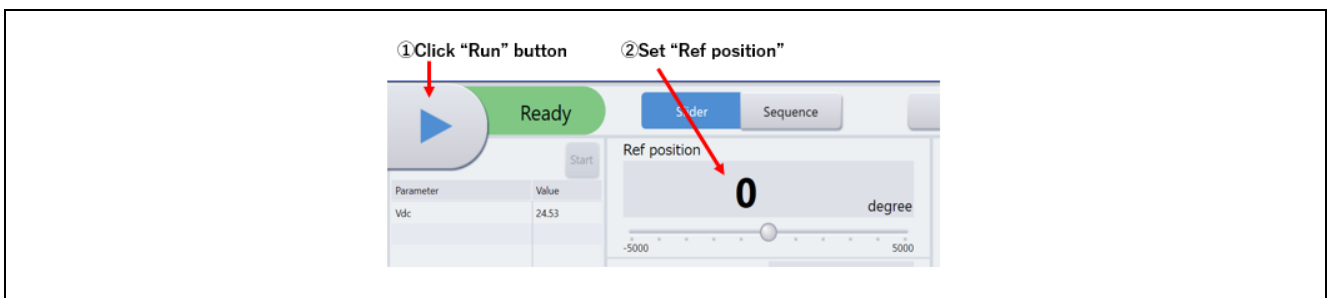 ①Click “Run” button ②Set “Ref position”
Ready Slider Sequence
Start Ref position
Parameter Value 0
Vdc 24.53 degree
-5000 5000